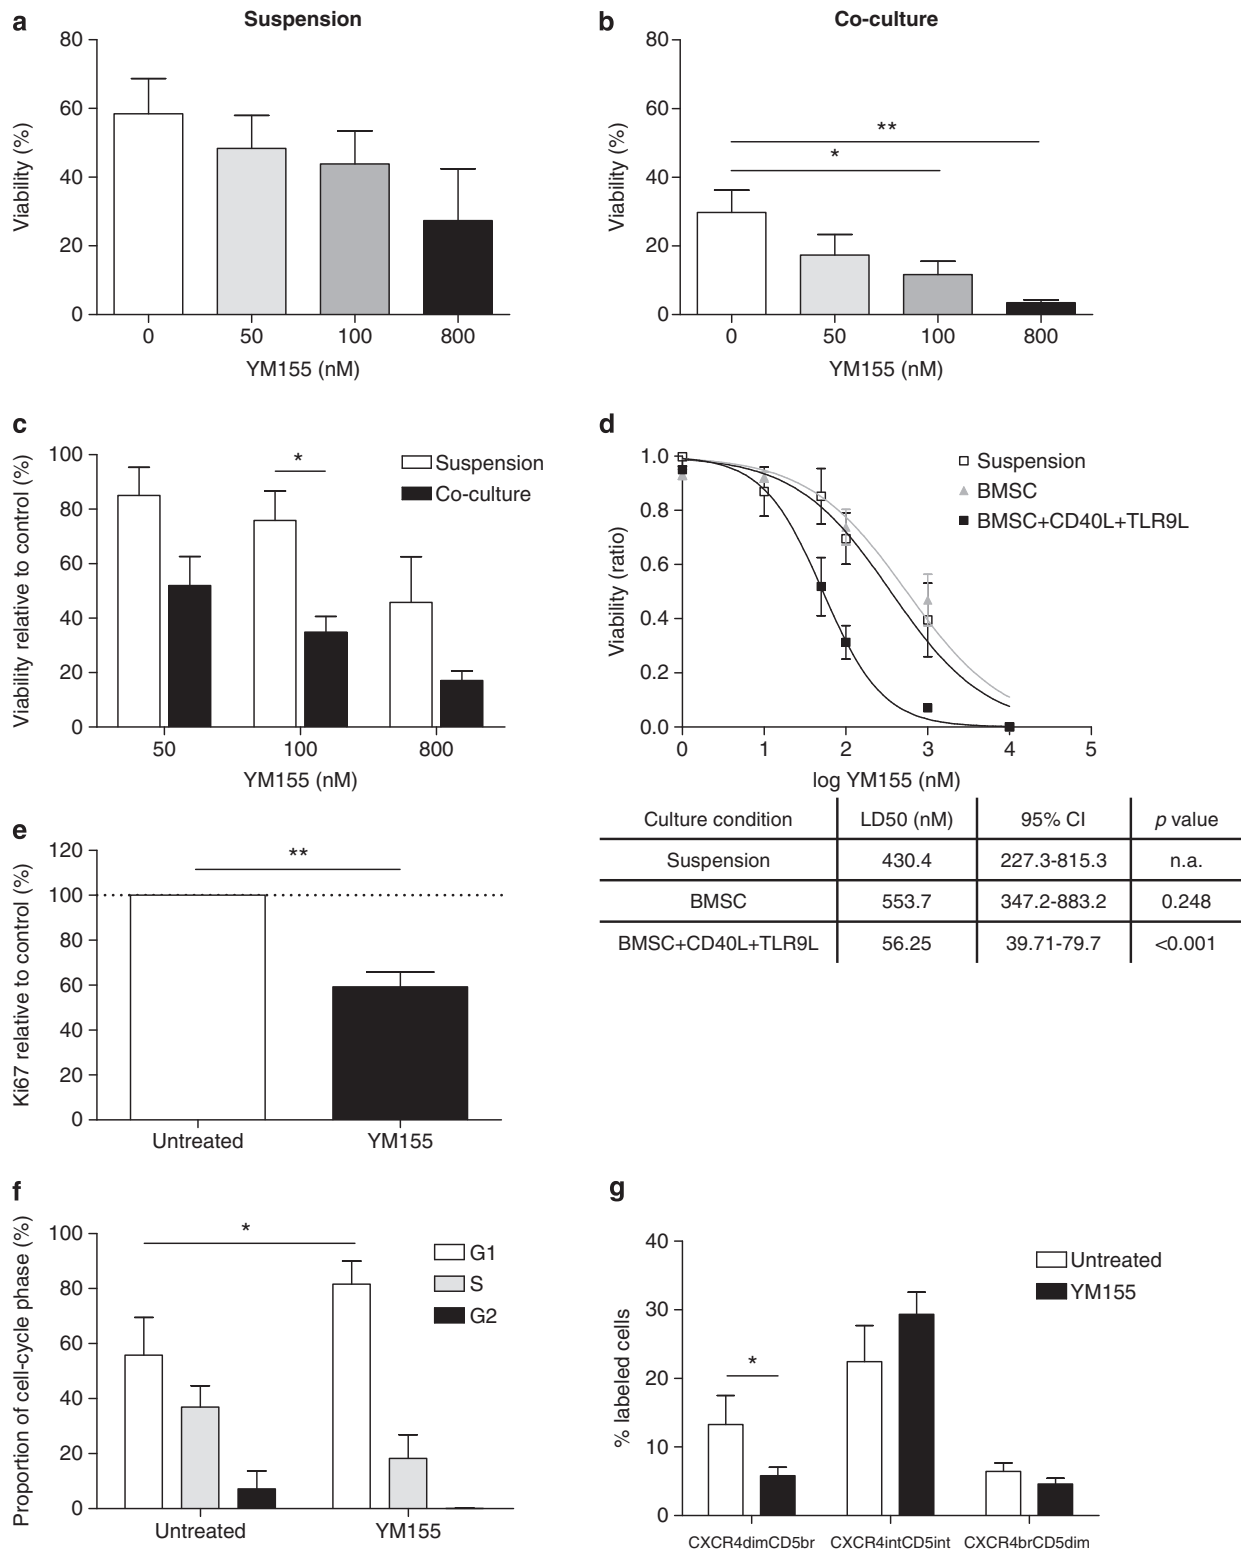 a
Suspension
80
60
40
20
0
Viability (%)
0 50 100 800
YM155 (nM)
b
Co-culture
80
60
40
20
0
Viability (%)
**
*
0 50 100 800
YM155 (nM)
c
100
80
60
40
20
0
Viability relative to control (%)
*
Suspension
Co-culture
50 100 800
YM155 (nM)
d
1.0
0.8
0.6
0.4
0.2
0.0
Viability (ratio)
Suspension
BMSC
BMSC+CD40L+TLR9L
0 1 2 3 4 5
log YM155 (nM)
Culture condition LD50 (nM) 95% CI p value
Suspension 430.4 227.3-815.3 n.a.
BMSC 553.7 347.2-883.2 0.248
BMSC+CD40L+TLR9L 56.25 39.71-79.7 <0.001
e
120
100
80
60
40
20
0
Ki67 relative to control (%)
**
Untreated YM155
f
100
80
60
40
20
0
Proportion of cell-cycle phase (%)
*
G1
S
G2
Untreated YM155
g
40
30
20
10
0
% labeled cells
*
Untreated
YM155
CXCR4dimCD5br CXCR4intCD5int CXCR4brCD5dim